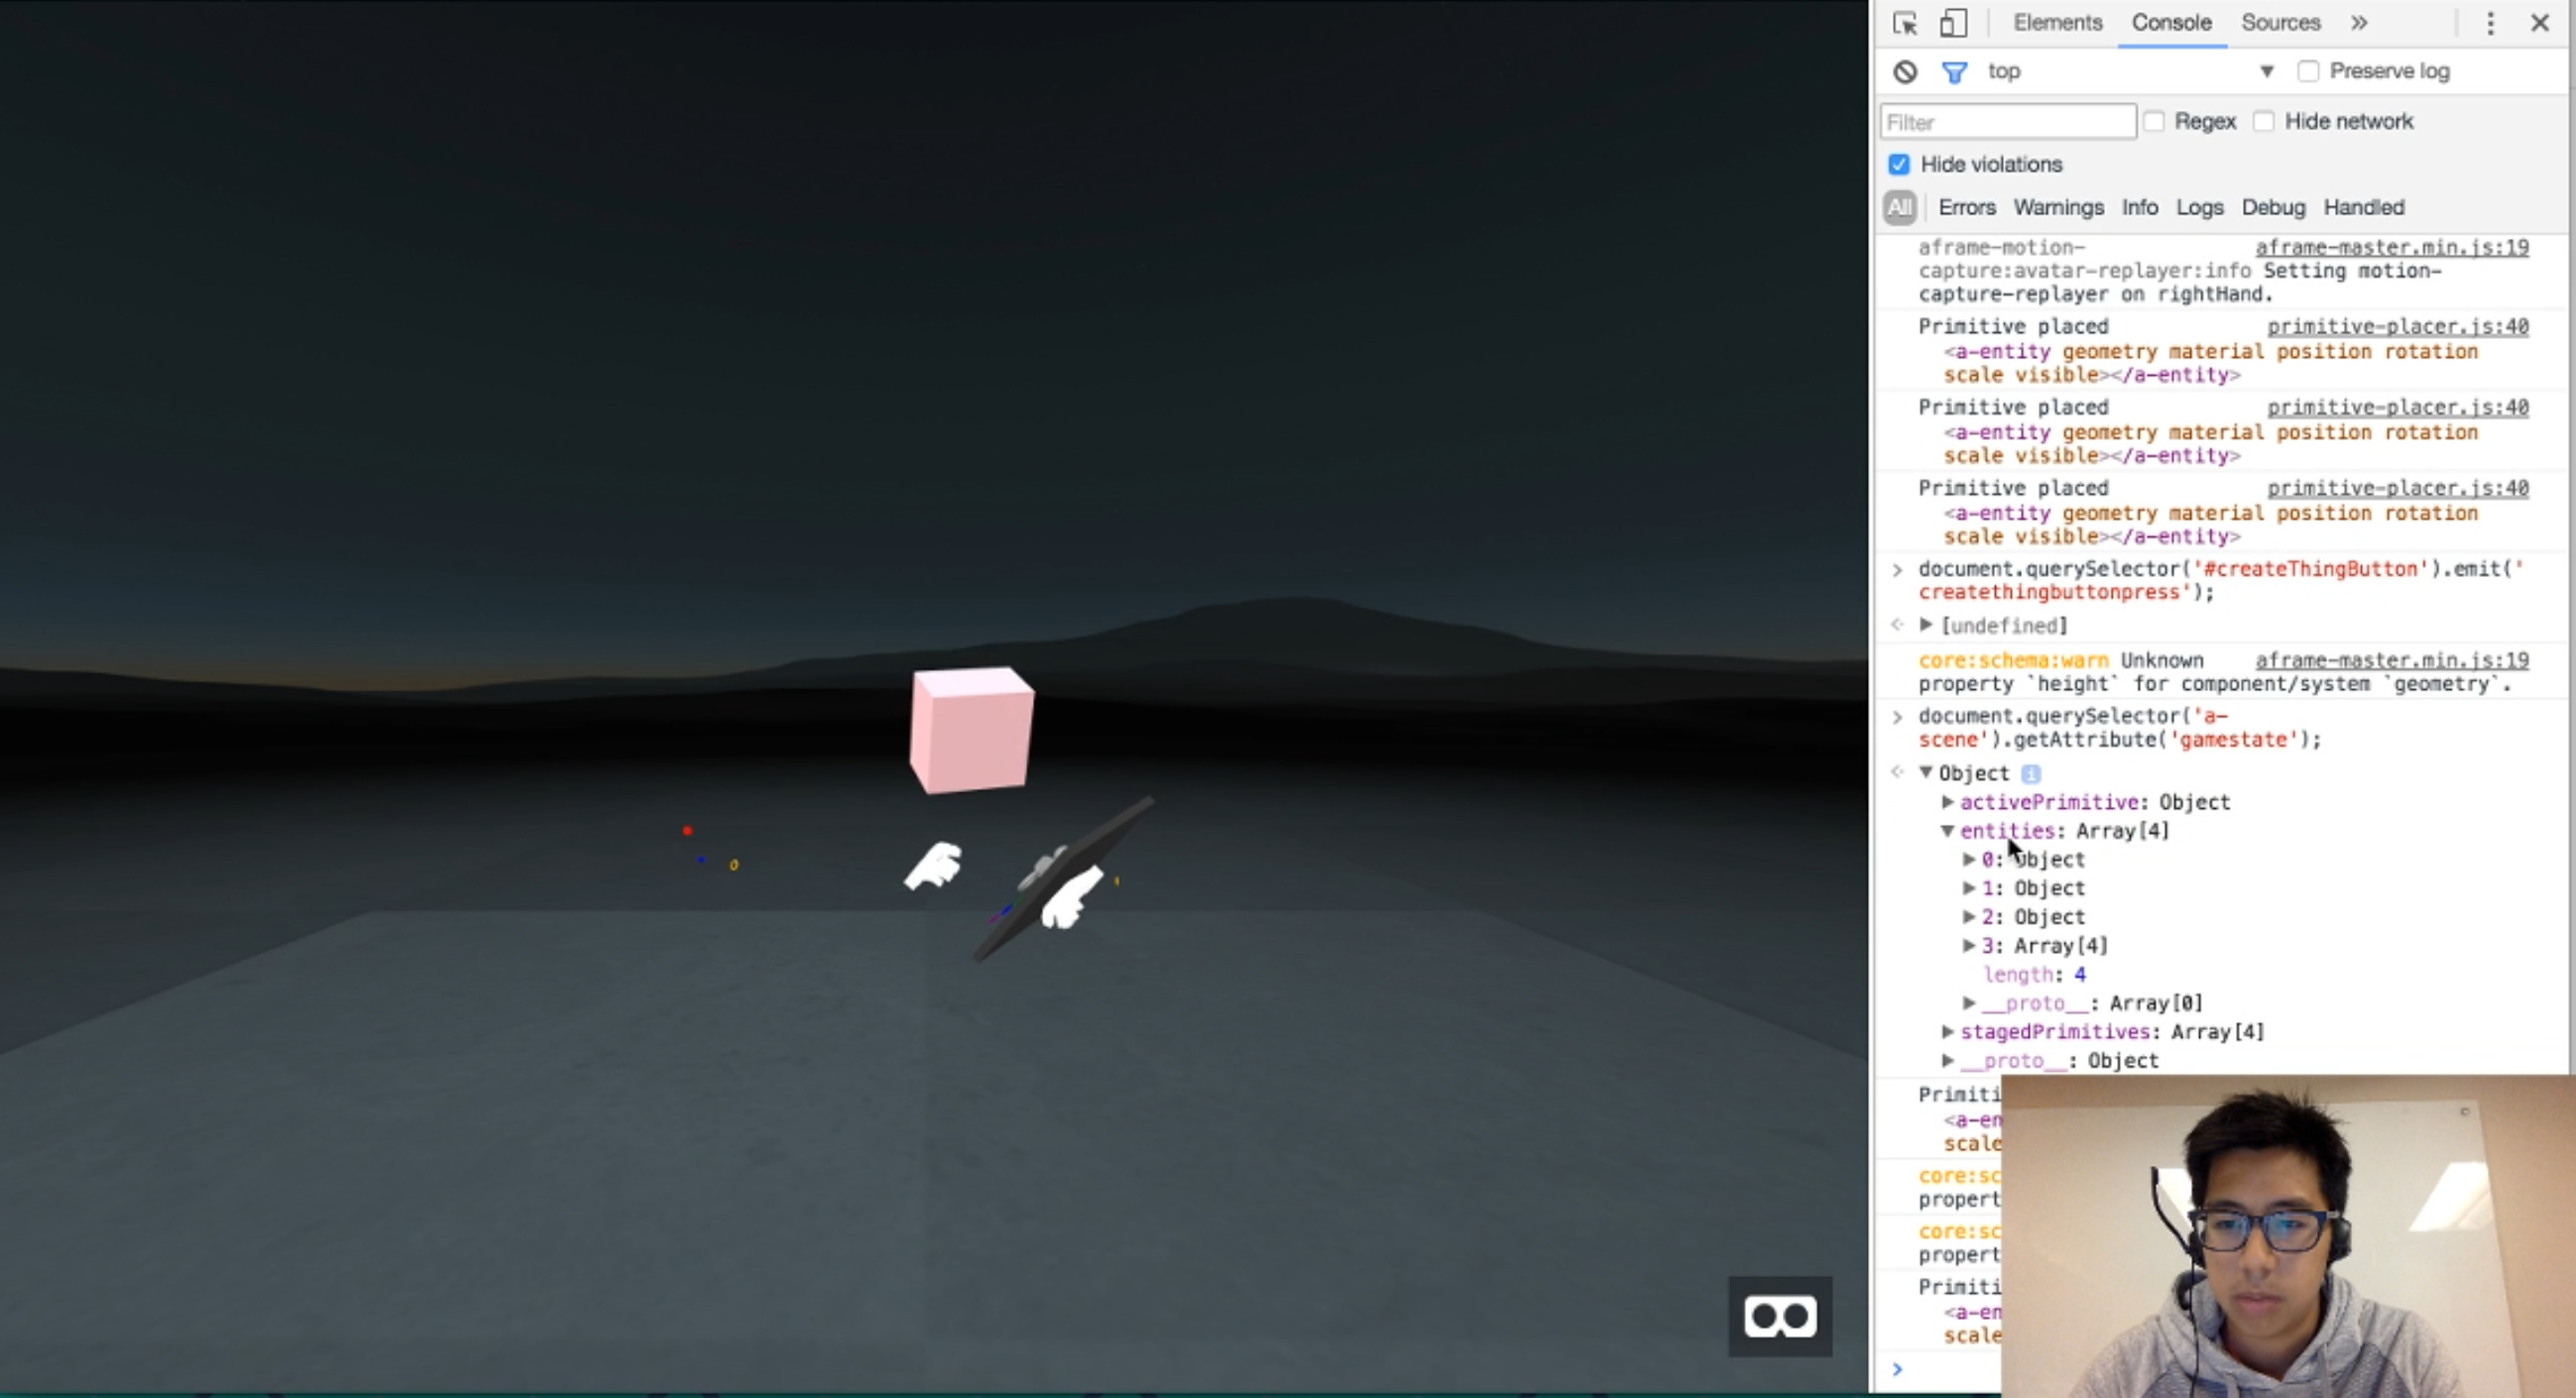 Elements Console Sources »
top Preserve log
Filter Regex Hide network
Hide violations
All Errors Warnings Info Logs Debug Handled
aframe-motion- aframe-master.min.js:19
capture:avatar-replayer:info Setting motion-
capture-replayer on rightHand.
Primitive placed primitive-placer.js:40
<a-entity geometry material position rotation
scale visible></a-entity>
Primitive placed primitive-placer.js:40
<a-entity geometry material position rotation
scale visible></a-entity>
Primitive placed primitive-placer.js:40
<a-entity geometry material position rotation
scale visible></a-entity>
> document.querySelector('#createThingButton').emit('
createthingbuttonpress');
[undefined]
core:schema:warn Unknown aframe-master.min.js:19
property `height` for component/system `geometry`.
> document.querySelector('a-
scene').getAttribute('gamestate');
Object i
activePrimitive: Object
entities: Array[4]
0: Object
1: Object
2: Object
3: Array[4]
length: 4
__proto__: Array[0]
stagedPrimitives: Array[4]
__proto__: Object
Primiti
<a-en
scale
core:sc
propert
core:sc
propert
Primiti
<a-en
scale
>